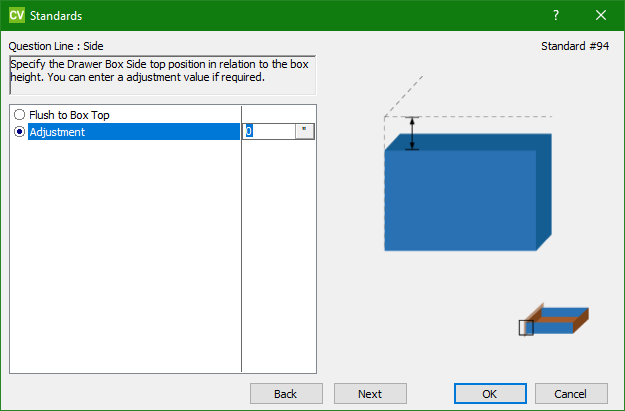 CV Standards
Question Line : Side
Standard #94
Specify the Drawer Box Side top position in relation to the box
height. You can enter a adjustment value if required.
Flush to Box Top
Adjustment 0 "
Back Next OK Cancel